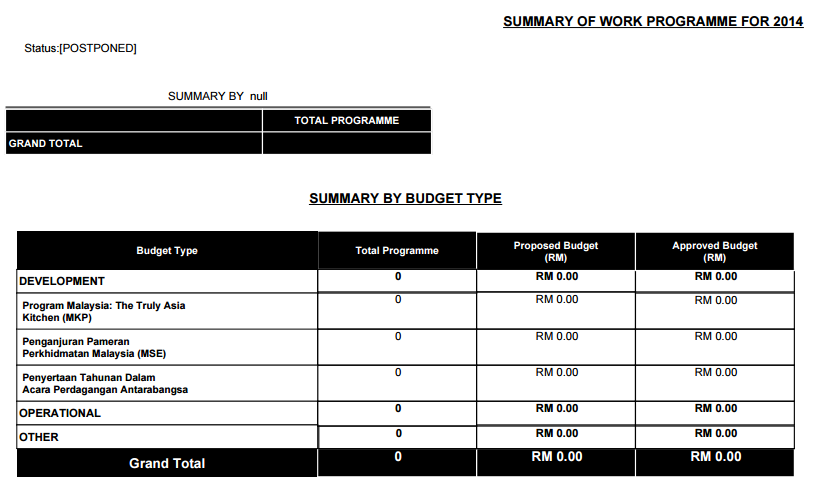 SUMMARY OF WORK PROGRAMME FOR 2014
Status:[POSTPONED]
SUMMARY BY null
TOTAL PROGRAMME
GRAND TOTAL
SUMMARY BY BUDGET TYPE
Budget Type Total Programme Proposed Budget (RM) Approved Budget (RM)
DEVELOPMENT 0 RM 0.00 RM 0.00
Program Malaysia: The Truly Asia 0 RM 0.00 RM 0.00
Kitchen (MKP)
Penganjuran Pameran 0 RM 0.00 RM 0.00
Perkhidmatan Malaysia (MSE)
Penyertaan Tahunan Dalam 0 RM 0.00 RM 0.00
Acara Perdagangan Antarabangsa
OPERATIONAL 0 RM 0.00 RM 0.00
OTHER 0 RM 0.00 RM 0.00
Grand Total 0 RM 0.00 RM 0.00